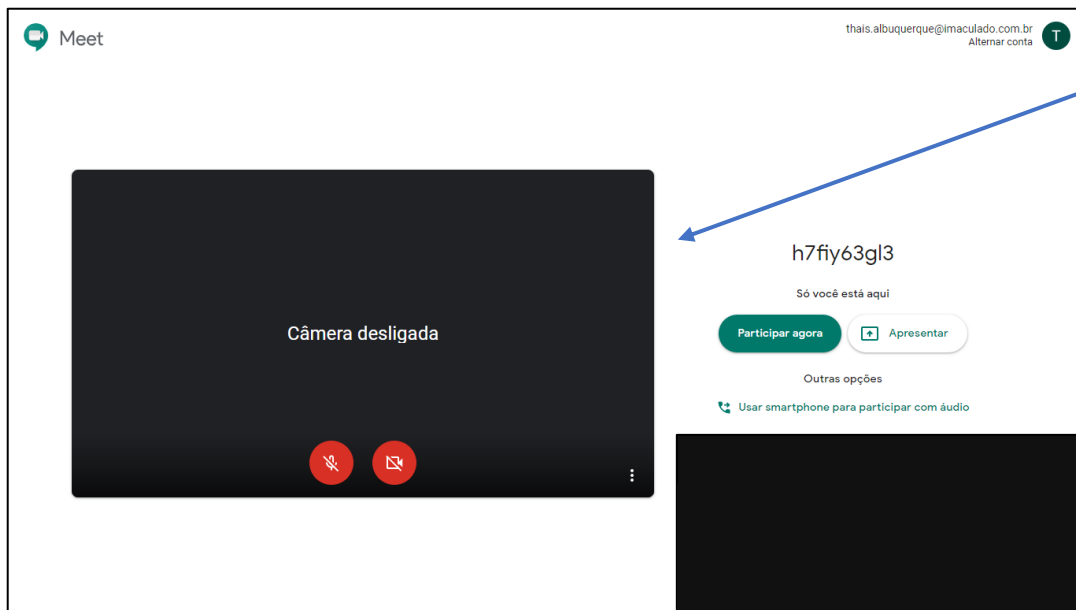 Meet
thais.albuquerque@imaculado.com.br
Alternar conta
T
h7fiy63gl3
Só você está aqui
Câmera desligada
Participar agora
Apresentar
Outras opções
Usar smartphone para participar com áudio